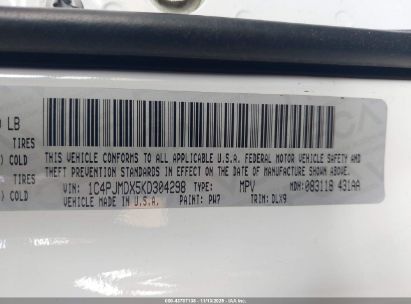 LB
TIRES
COLD
THIS VEHICLE CONFORMS TO ALL APPLICABLE U.S.A. FEDERAL MOTOR VEHICLE SAFETY AND
THEFT PREVENTION STANDARDS IN EFFECT ON THE DATE OF MANUFACTURE SHOWN ABOVE.
TIRES
COLD
VIN: 1C4PJMDX5KD304298 TYPE: MPV MDH: 083118 431AA
VEHICLE MADE IN U.S.A. PAINT: PW7 TRIM: DLX9